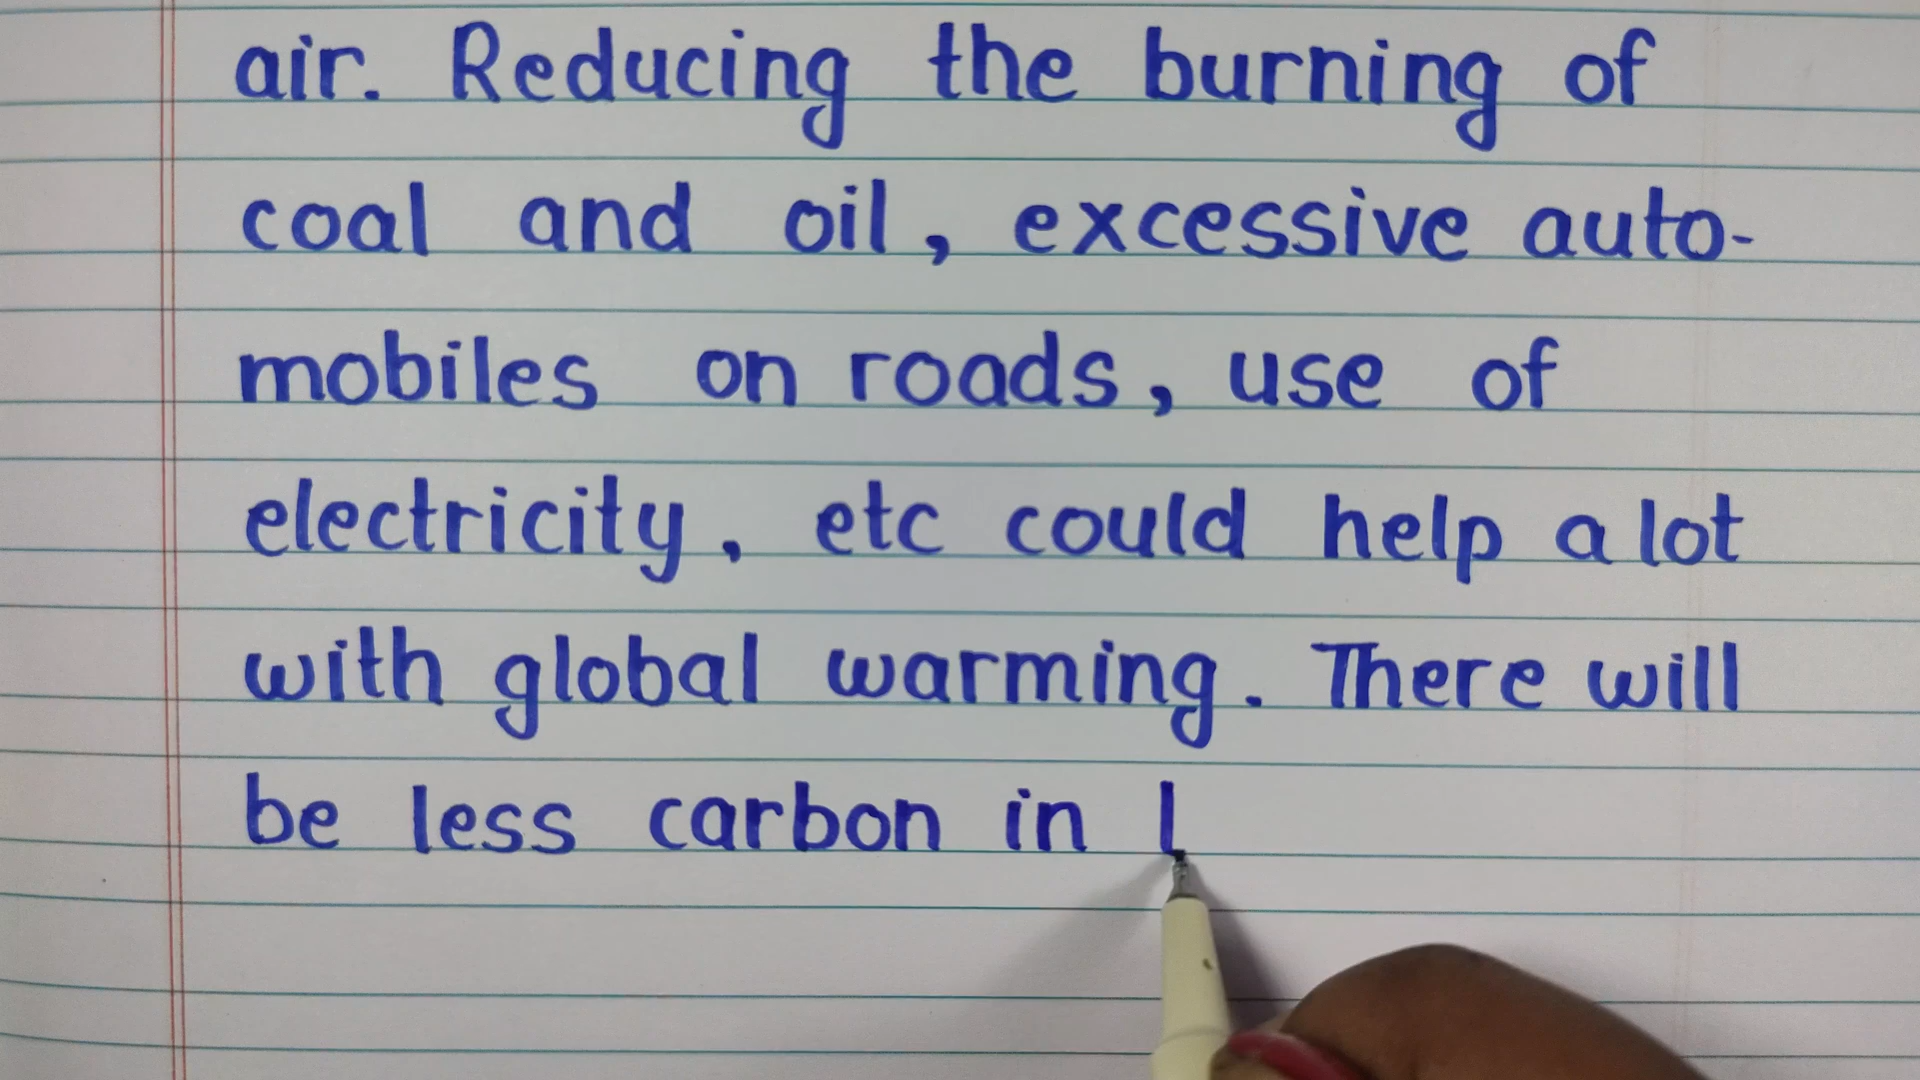 air. Reducing the burning of
coal and oil, excessive auto-
mobiles on roads, use of
electricity, etc could help a lot
with global warming. There will
be less carbon in